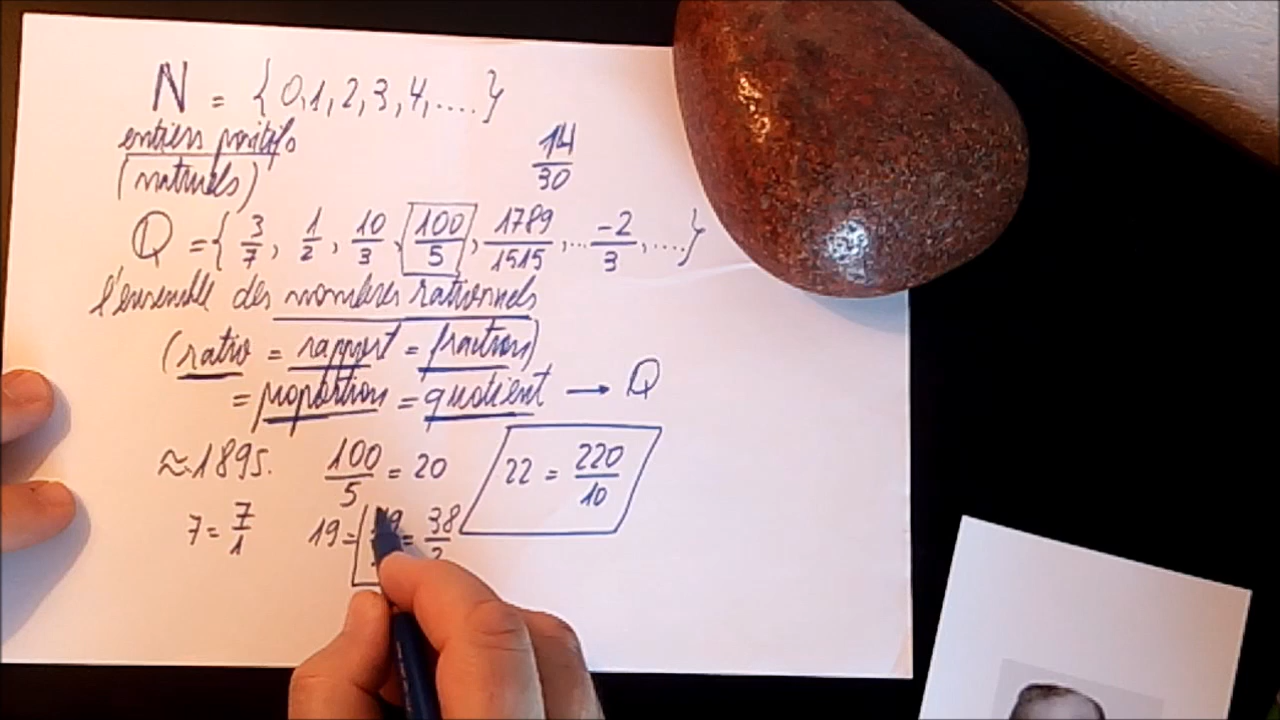 N = {0,1,2,3,4,....}
entiers positifs
(naturels)
14/30
Q = { 3/7, 1/2, 10/3, 100/5, 1789/1515, ... -2/3, ....}
l'ensemble des nombres rationnels
(ratio = rapport = fraction)
= proportion = quotient → Q
≈1895. 100/5 = 20
22 = 220/10
7 = 7/1 19 = = 38/2